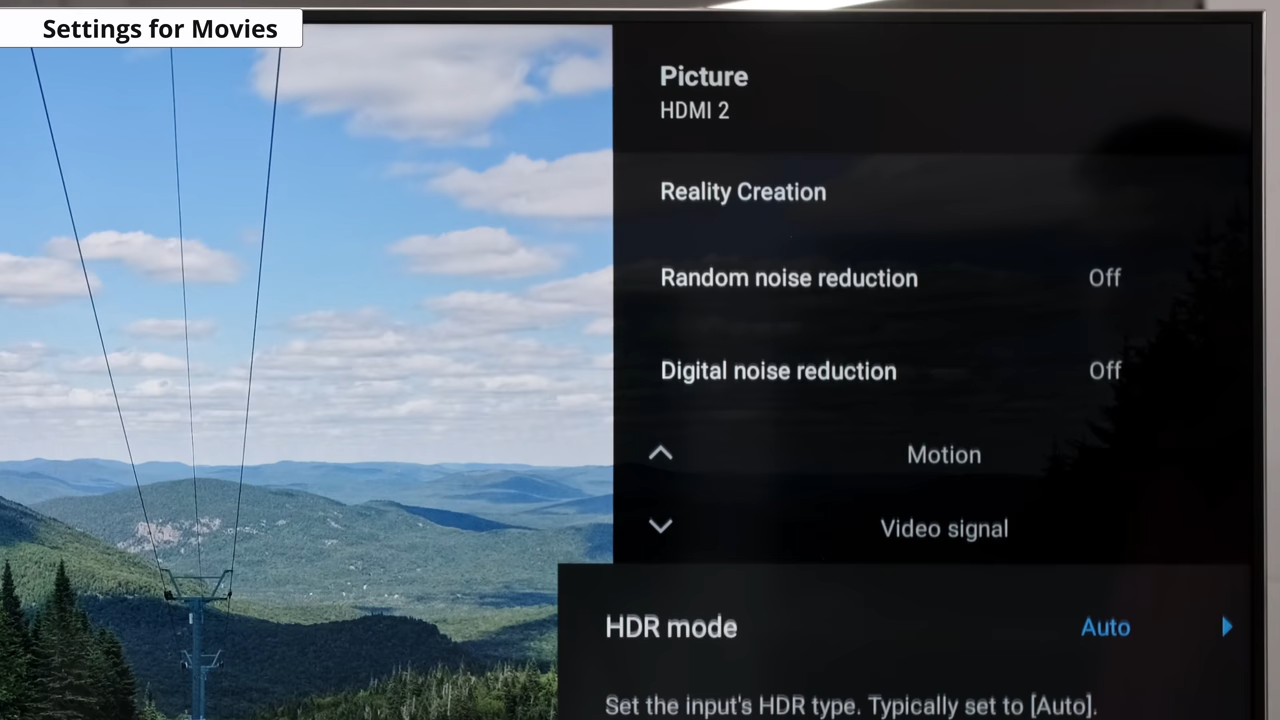 Settings for Movies
Picture
HDMI 2
Reality Creation
Random noise reduction Off
Digital noise reduction Off
Motion
Video signal
HDR mode Auto
Set the input's HDR type. Typically set to [Auto].